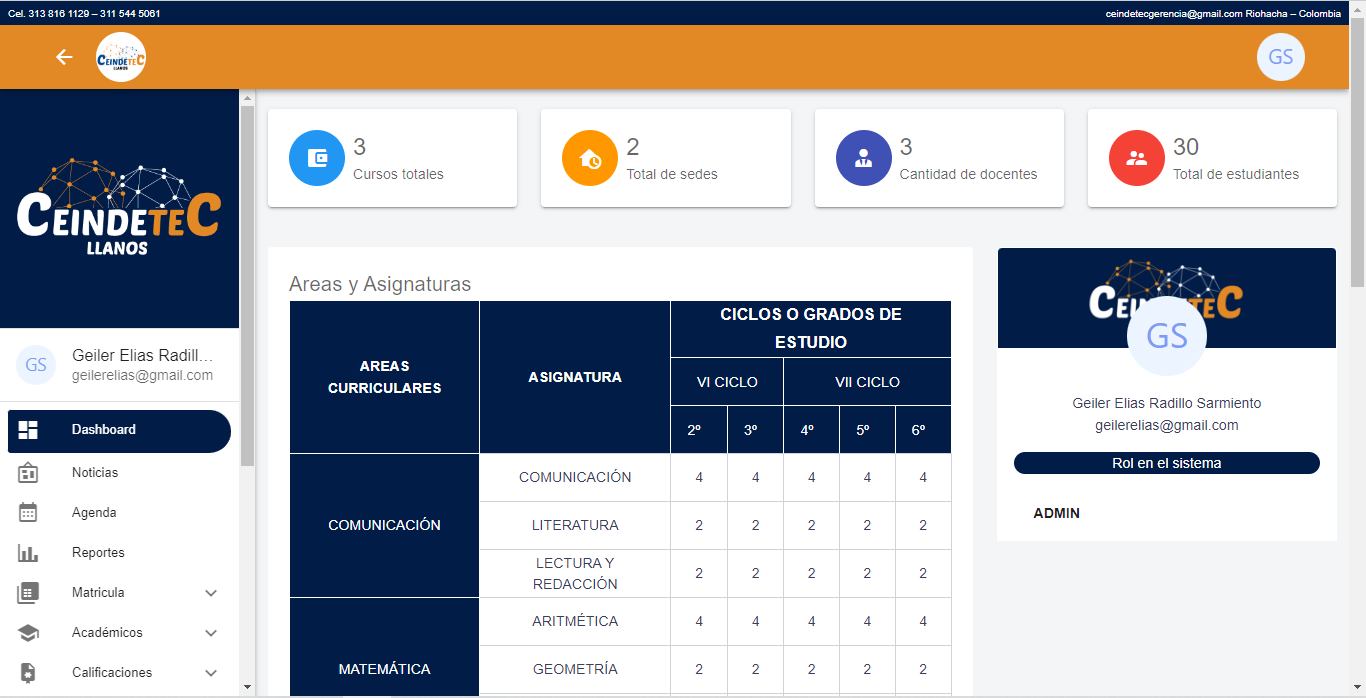 Cel. 313 816 1129 – 311 544 5061
ceindetecgerencia@gmail.com Riohacha – Colombia
CEINDETEC
LLANOS
GS
CEINDETEC
LLANOS
GS
Geiler Elias Radill...
geilerelias@gmail.com
Dashboard
Noticias
Agenda
Reportes
Matricula
Académicos
Calificaciones
3
Cursos totales
2
Total de sedes
3
Cantidad de docentes
30
Total de estudiantes
Areas y Asignaturas
AREAS
CURRICULARES
ASIGNATURA
CICLOS O GRADOS DE
ESTUDIO
VI CICLO
VII CICLO
2º 3º 4º 5º 6º
COMUNICACIÓN
COMUNICACIÓN 4 4 4 4 4
LITERATURA 2 2 2 2 2
LECTURA Y
REDACCIÓN
2 2 2 2 2
MATEMÁTICA
ARITMÉTICA 4 4 4 4 4
GEOMETRÍA 2 2 2 2 2
GS
Geiler Elias Radillo Sarmiento
geilerelias@gmail.com
Rol en el sistema
ADMIN